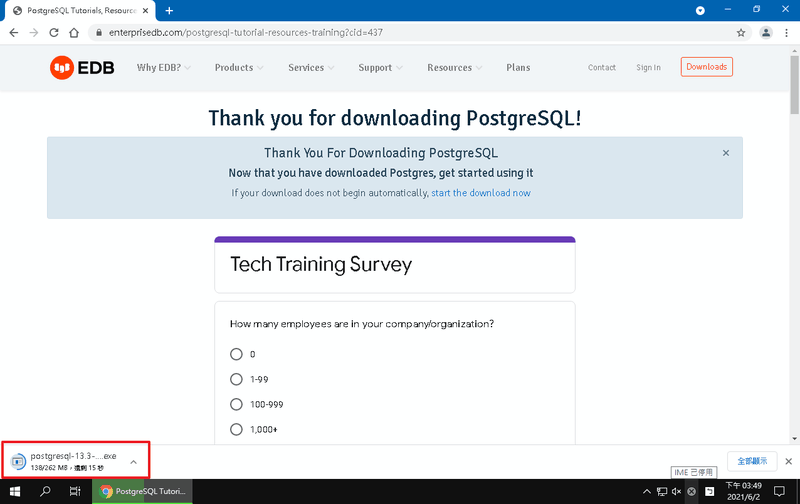 PostgreSQL Tutorials, Resources
enterprisedb.com/postgresql-tutorial-resources-training?cid=437
EDB
Why EDB?
Products
Services
Support
Resources
Plans
Contact
Sign In
Downloads
Thank you for downloading PostgreSQL!
Thank You For Downloading PostgreSQL
Now that you have downloaded Postgres, get started using it
If your download does not begin automatically, start the download now
Tech Training Survey
How many employees are in your company/organization?
0
1-99
100-999
1,000+
postgresql-13.3-....exe
138/262 MB，還剩 15 秒
全部顯示
IME 已停用
PostgreSQL Tutori...
下午 03:49
2021/6/2